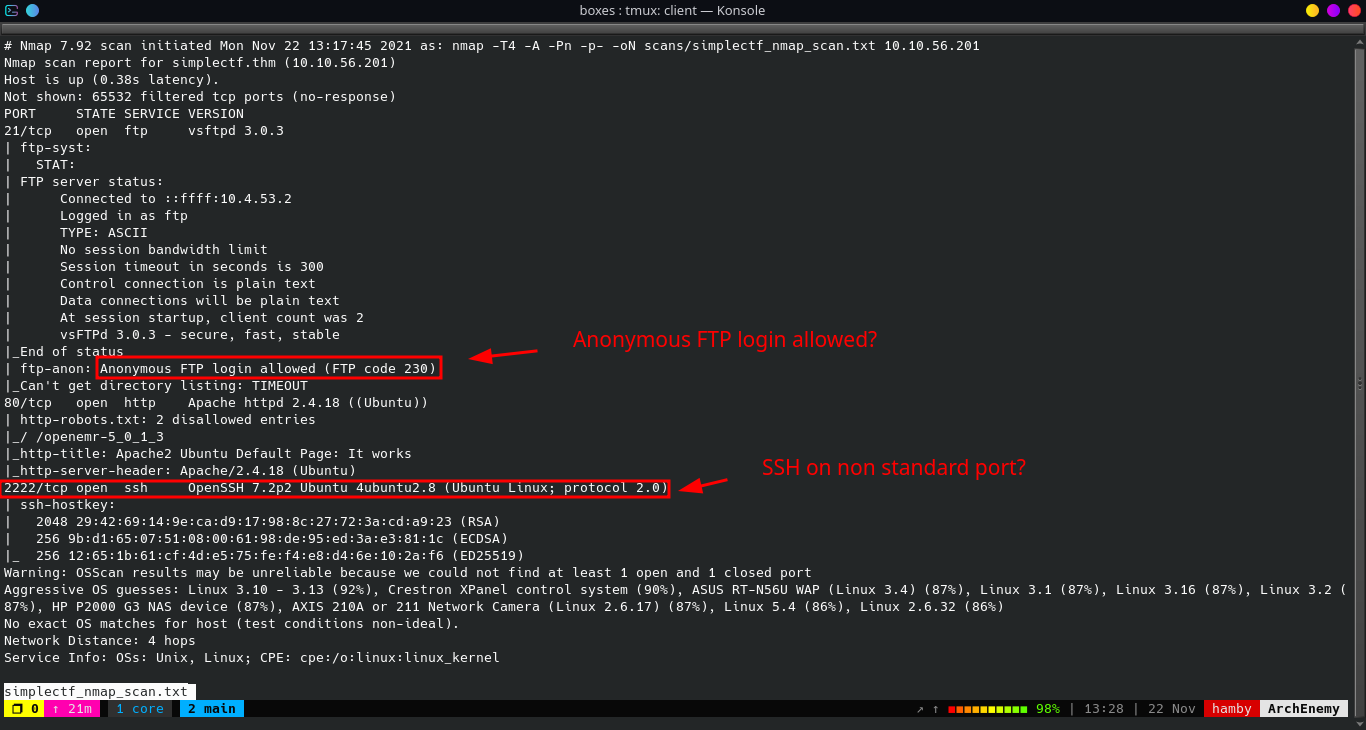 boxes : tmux: client — Konsole
# Nmap 7.92 scan initiated Mon Nov 22 13:17:45 2021 as: nmap -T4 -A -Pn -p- -oN scans/simplectf_nmap_scan.txt 10.10.56.201
Nmap scan report for simplectf.thm (10.10.56.201)
Host is up (0.38s latency).
Not shown: 65532 filtered tcp ports (no-response)
PORT     STATE SERVICE VERSION
21/tcp   open  ftp     vsftpd 3.0.3
| ftp-syst:
|   STAT:
| FTP server status:
|      Connected to ::ffff:10.4.53.2
|      Logged in as ftp
|      TYPE: ASCII
|      No session bandwidth limit
|      Session timeout in seconds is 300
|      Control connection is plain text
|      Data connections will be plain text
|      At session startup, client count was 2
|      vsFTPd 3.0.3 - secure, fast, stable
Anonymous FTP login allowed?
|_End of status
| ftp-anon: Anonymous FTP login allowed (FTP code 230)
|_Can't get directory listing: TIMEOUT
80/tcp   open  http    Apache httpd 2.4.18 ((Ubuntu))
| http-robots.txt: 2 disallowed entries
|_/ /openemr-5_0_1_3
|_http-title: Apache2 Ubuntu Default Page: It works
|_http-server-header: Apache/2.4.18 (Ubuntu)
SSH on non standard port?
2222/tcp open  ssh     OpenSSH 7.2p2 Ubuntu 4ubuntu2.8 (Ubuntu Linux; protocol 2.0)
| ssh-hostkey:
|   2048 29:42:69:14:9e:ca:d9:17:98:8c:27:72:3a:cd:a9:23 (RSA)
|   256 9b:d1:65:07:51:08:00:61:98:de:95:ed:3a:e3:81:1c (ECDSA)
|_  256 12:65:1b:61:cf:4d:e5:75:fe:f4:e8:d4:6e:10:2a:f6 (ED25519)
Warning: OSScan results may be unreliable because we could not find at least 1 open and 1 closed port
Aggressive OS guesses: Linux 3.10 - 3.13 (92%), Crestron XPanel control system (90%), ASUS RT-N56U WAP (Linux 3.4) (87%), Linux 3.1 (87%), Linux 3.16 (87%), Linux 3.2 (
87%), HP P2000 G3 NAS device (87%), AXIS 210A or 211 Network Camera (Linux 2.6.17) (87%), Linux 5.4 (86%), Linux 2.6.32 (86%)
No exact OS matches for host (test conditions non-ideal).
Network Distance: 4 hops
Service Info: OSs: Unix, Linux; CPE: cpe:/o:linux:linux_kernel
simplectf_nmap_scan.txt
❐ 0 ↑ 21m 1 core 2 main ↗ ↑ ■■■■■■■■■■ 98% | 13:28 | 22 Nov hamby ArchEnemy